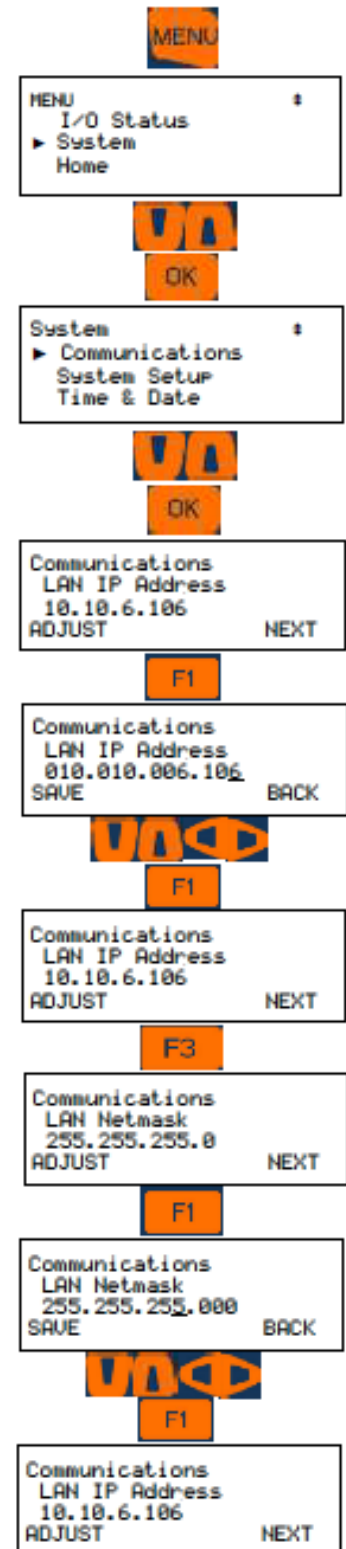 MENU
MENU
I/O Status
System
Home
OK
System
Communications
System Setup
Time & Date
OK
Communications
LAN IP Address
10.10.6.106
ADJUST NEXT
F1
Communications
LAN IP Address
010.010.006.106
SAVE BACK
F1
Communications
LAN IP Address
10.10.6.106
ADJUST NEXT
F3
Communications
LAN Netmask
255.255.255.0
ADJUST NEXT
F1
Communications
LAN Netmask
255.255.255.000
SAVE BACK
F1
Communications
LAN IP Address
10.10.6.106
ADJUST NEXT